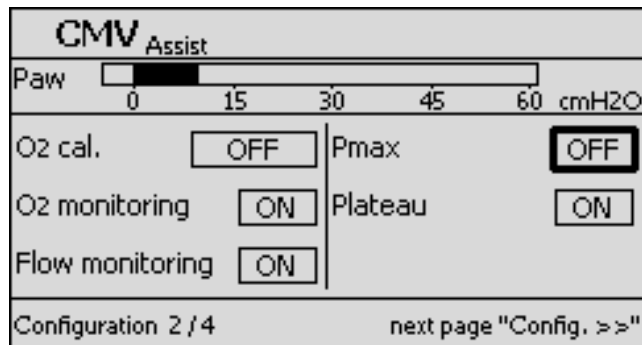 CMV Assist
Paw
0 15 30 45 60 cmH2O
O2 cal. OFF Pmax OFF
O2 monitoring ON Plateau ON
Flow monitoring ON
Configuration 2/4 next page "Config. >>"